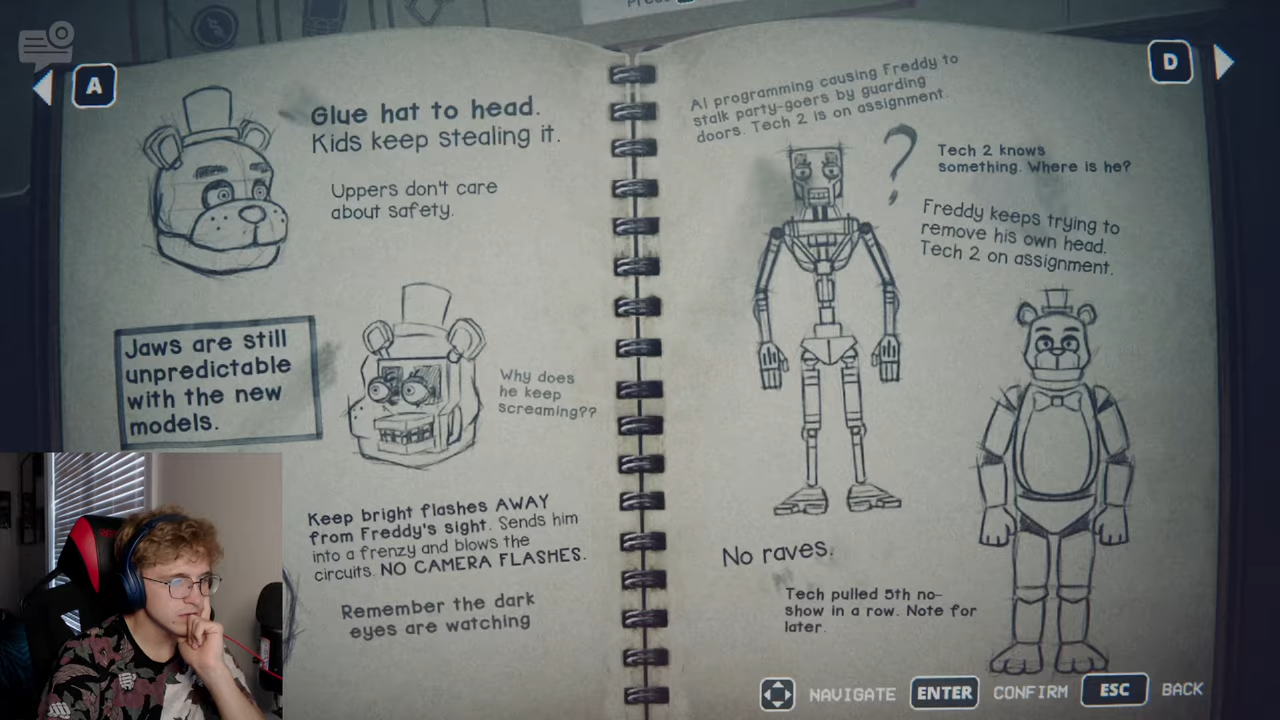 A
D
Glue hat to head.
Kids keep stealing it.
Uppers don't care
about safety.
Jaws are still
unpredictable
with the new
models.
Why does
he keep
screaming??
Keep bright flashes AWAY
from Freddy's sight. Sends him
into a frenzy and blows the
circuits. NO CAMERA FLASHES.
Remember the dark
eyes are watching
AI programming causing Freddy to
stalk party-goers by guarding
doors. Tech 2 is on assignment.
?
Tech 2 knows
something. Where is he?
Freddy keeps trying to
remove his own head.
Tech 2 on assignment.
No raves.
Tech pulled 5th no-
show in a row. Note for
later.
NAVIGATE ENTER CONFIRM ESC BACK